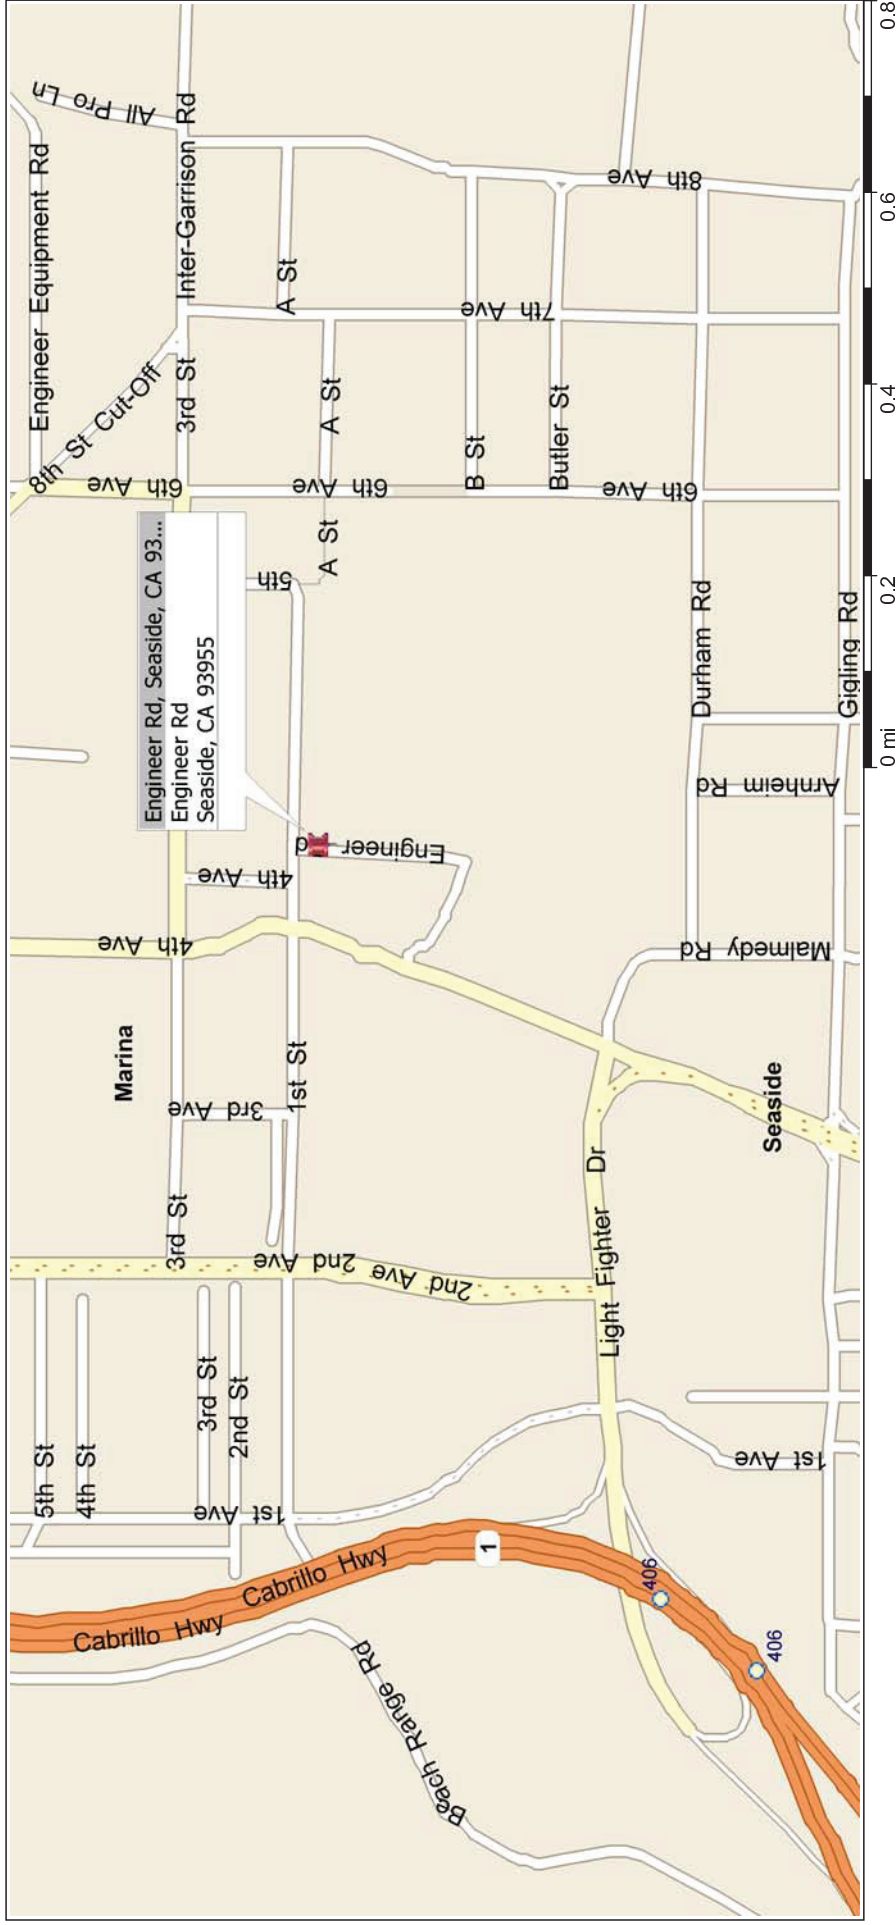 All Pro Ln
Engineer Equipment Rd
Inter-Garrison Rd
8th Ave
A St
7th Ave
8th St Cut-Off
3rd St
A St
B St
Butler St
6th Ave
6th Ave
6th Ave
Engineer Rd, Seaside, CA 93...
Engineer Rd
Seaside, CA 93955
A St
5th
Durham Rd
Gigling Rd
Arnheim Rd
Engineer
4th Ave
4th Ave
Malmedy Rd
Marina
1st St
3rd Ave
Seaside
3rd St
Light Fighter Dr
2nd Ave
2nd Ave
5th St
4th St
3rd St
2nd St
1st Ave
1st Ave
Cabrillo Hwy
Cabrillo Hwy
1
406
406
Beach Range Rd
0 mi
0.2
0.4
0.6
0.8